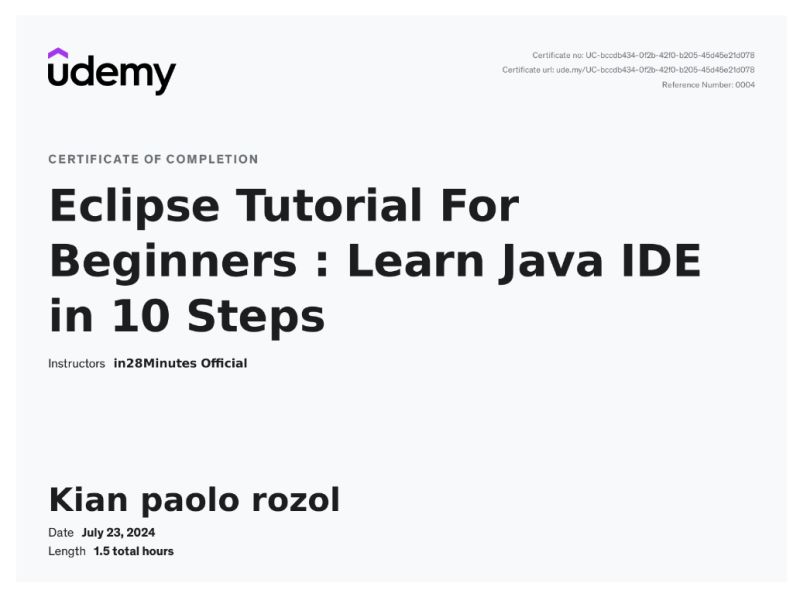 udemy
Certificate no: UC-bccdb434-0f2b-42f0-b205-45d45e21d078
Certificate url: ude.my/UC-bccdb434-0f2b-42f0-b205-45d45e21d078
Reference Number: 0004
CERTIFICATE OF COMPLETION
Eclipse Tutorial For
Beginners : Learn Java IDE
in 10 Steps
Instructors in28Minutes Official
Kian paolo rozol
Date July 23, 2024
Length 1.5 total hours